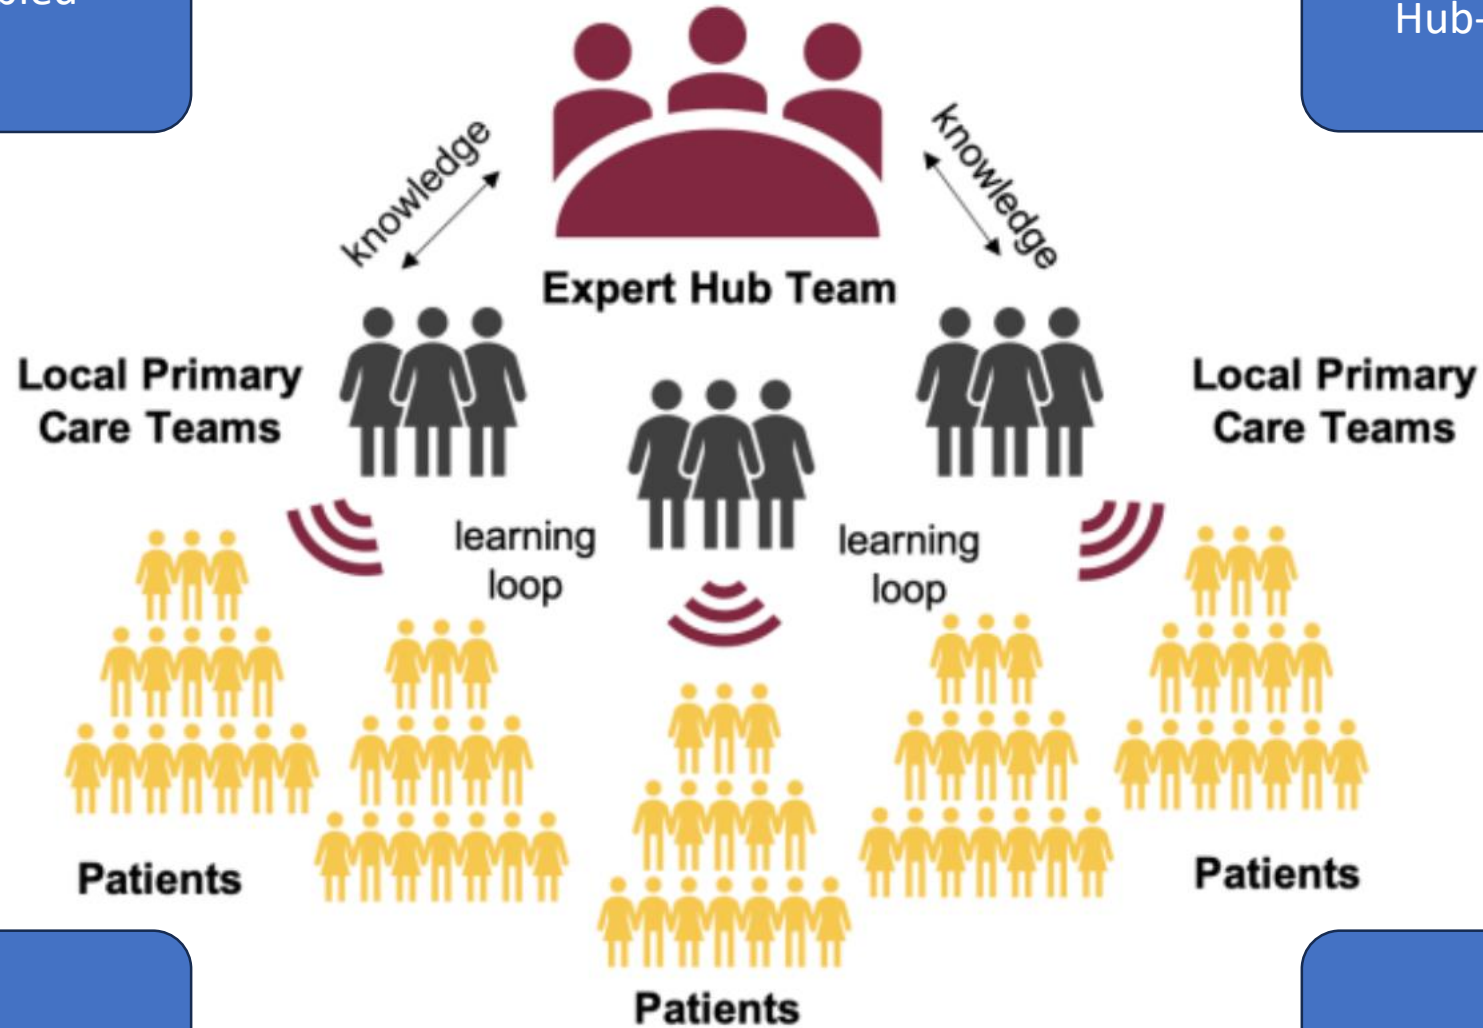 Hub-
knowledge
knowledge
Expert Hub Team
Local Primary
Care Teams
Local Primary
Care Teams
learning
loop
learning
loop
Patients
Patients
Patients